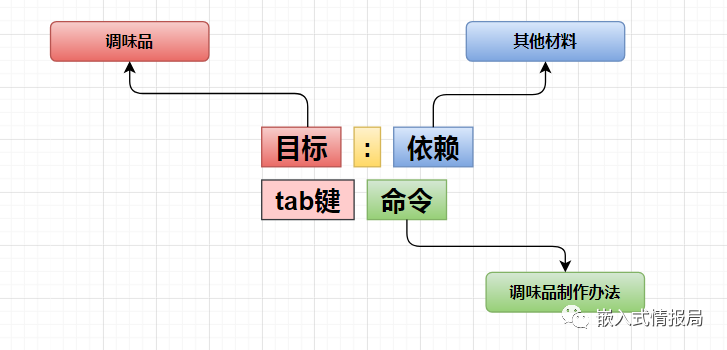 调味品
其他材料
目标 : 依赖
tab键 命令
调味品制作办法
嵌入式情报局